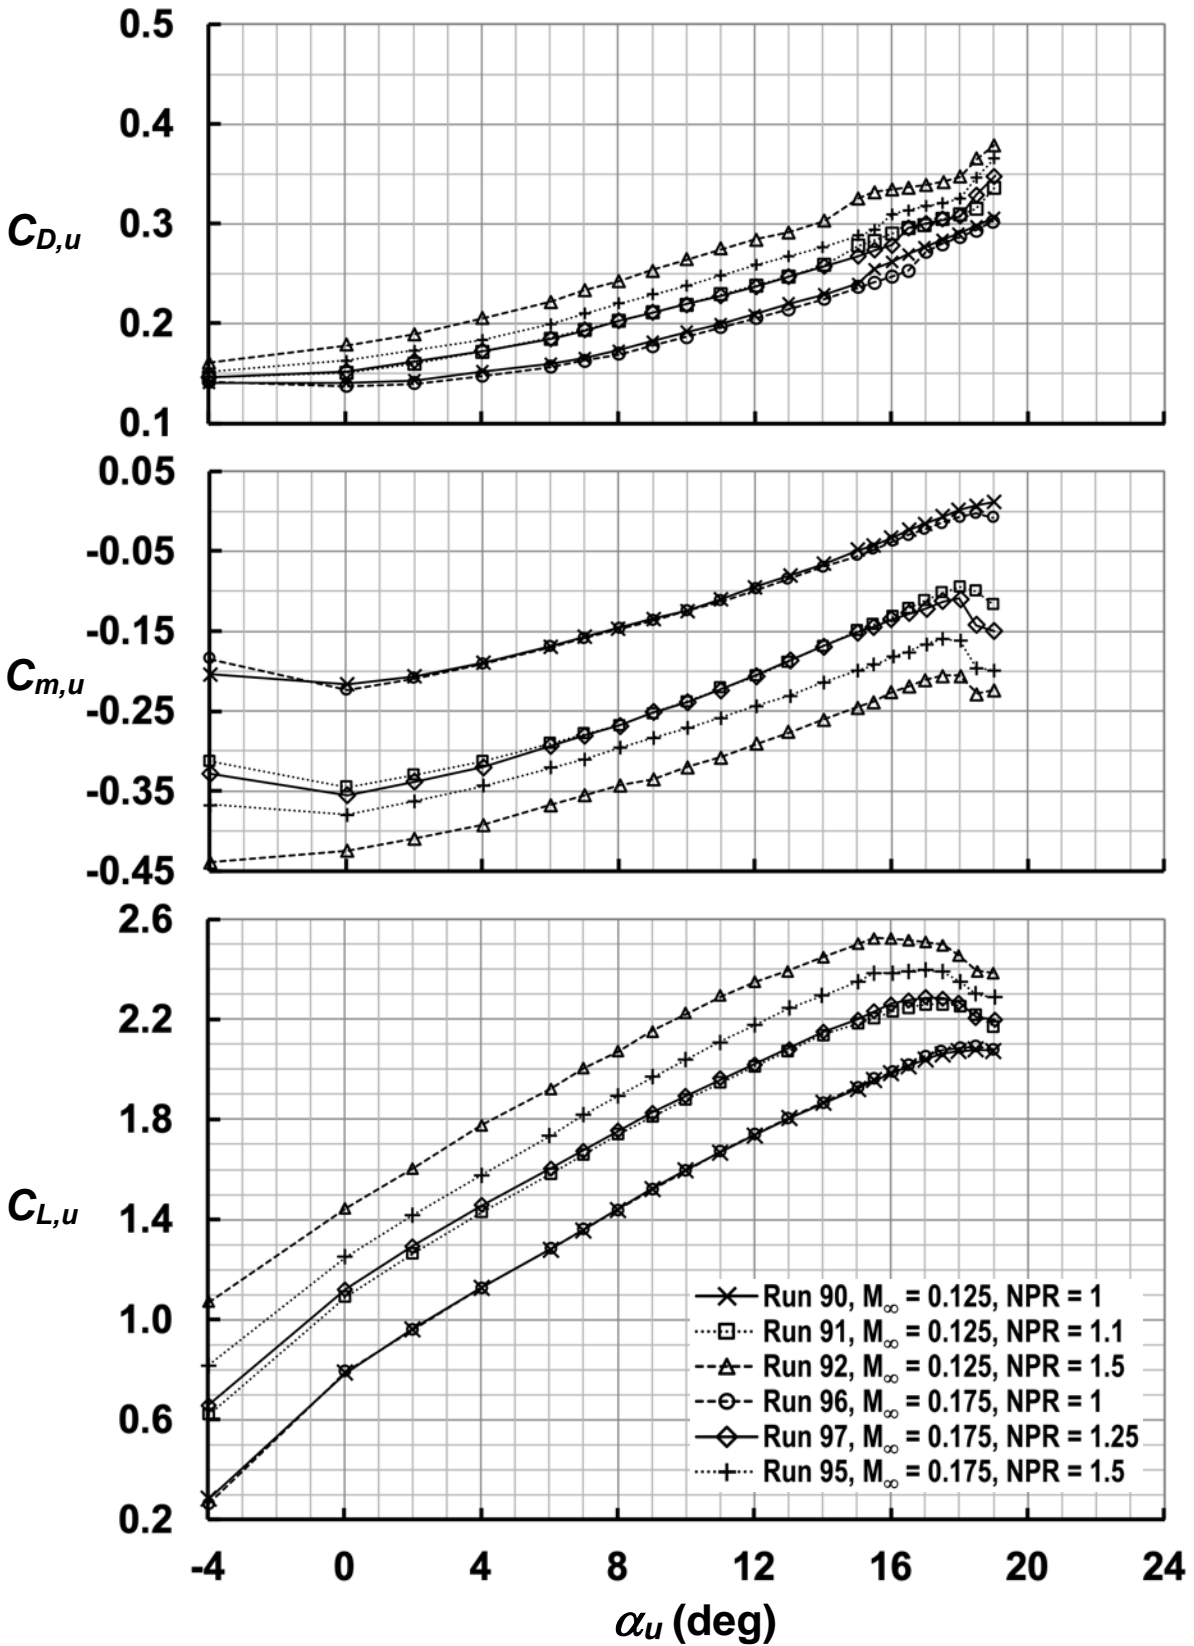 0.5
0.4
0.3
C_D,u
0.2
0.1
0.05
-0.05
-0.15
C_m,u
-0.25
-0.35
-0.45
2.6
2.2
1.8
C_L,u
1.4
1.0
0.6
0.2
Run 90, M∞ = 0.125, NPR = 1
Run 91, M∞ = 0.125, NPR = 1.1
Run 92, M∞ = 0.125, NPR = 1.5
Run 96, M∞ = 0.175, NPR = 1
Run 97, M∞ = 0.175, NPR = 1.25
Run 95, M∞ = 0.175, NPR = 1.5
-4 0 4 8 12 16 20 24
α_u (deg)